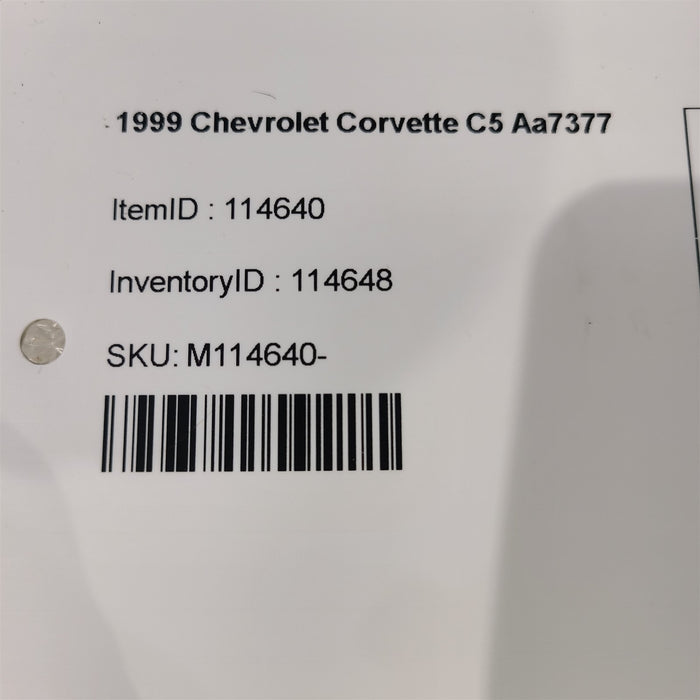 1999 Chevrolet Corvette C5 Aa7377
ItemID : 114640
InventoryID : 114648
SKU: M114640-